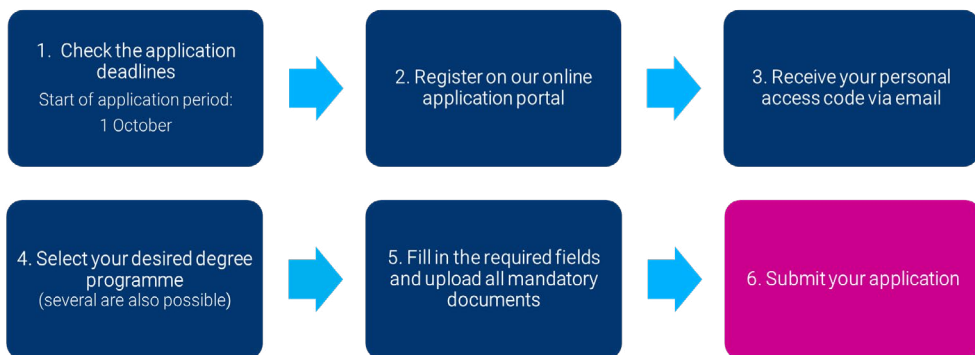 1. Check the application
deadlines
Start of application period:
1 October
2. Register on our online
application portal
3. Receive your personal
access code via email
4. Select your desired degree
programme
(several are also possible)
5. Fill in the required fields
and upload all mandatory
documents
6. Submit your application